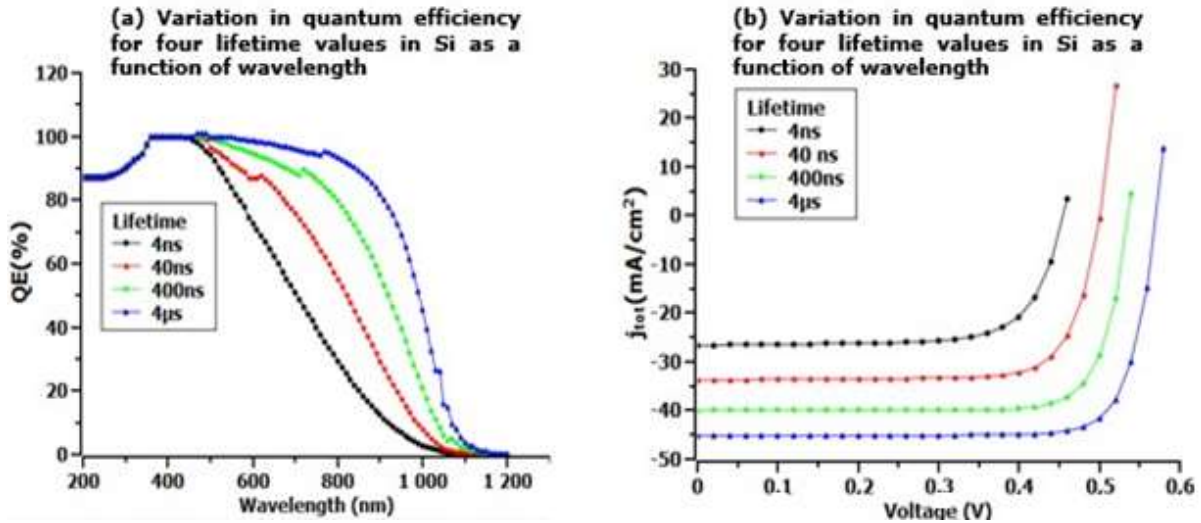 (a) Variation in quantum efficiency
for four lifetime values in Si as a
function of wavelength
120
100
80
60
40
20
0
QE(%)
Lifetime
4ns
40ns
400ns
4µs
200 400 600 800 1 000 1 200
Wavelength (nm)
(b) Variation in quantum efficiency
for four lifetime values in Si as a
function of wavelength
30
20
10
0
-10
-20
-30
-40
-50
jtot(mA/cm²)
Lifetime
4ns
40 ns
400ns
4µs
0 0.1 0.2 0.3 0.4 0.5 0.6
Voltage (V)